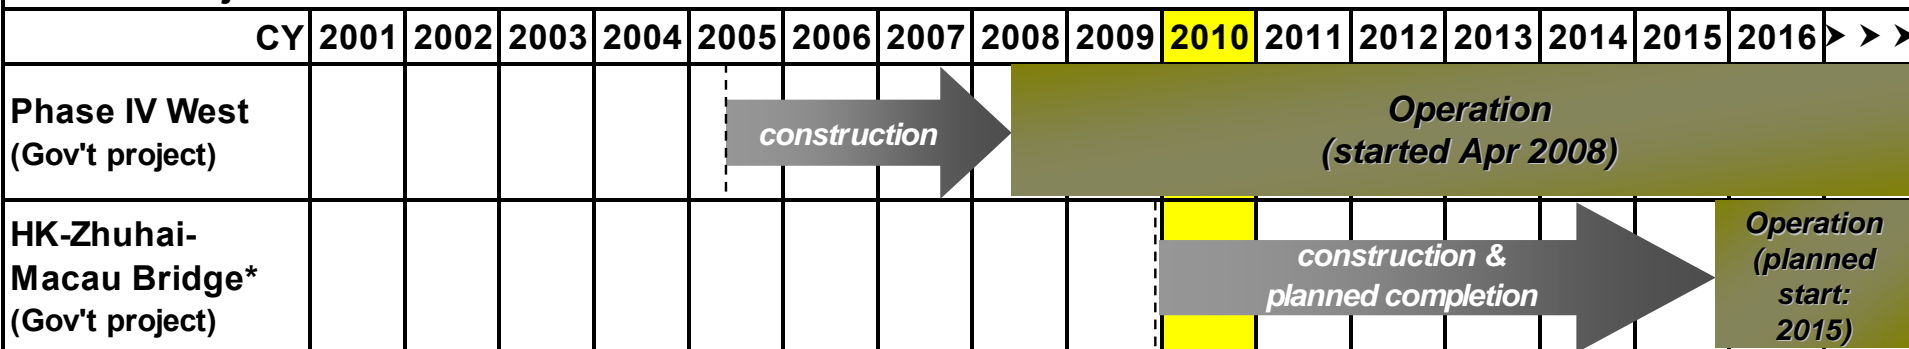 CY 2001 2002 2003 2004 2005 2006 2007 2008 2009 2010 2011 2012 2013 2014 2015 2016
Phase IV West
(Gov't project)
construction
Operation
(started Apr 2008)
HK-Zhuhai-
Macau Bridge*
(Gov't project)
construction &
planned completion
Operation
(planned
start:
2015)